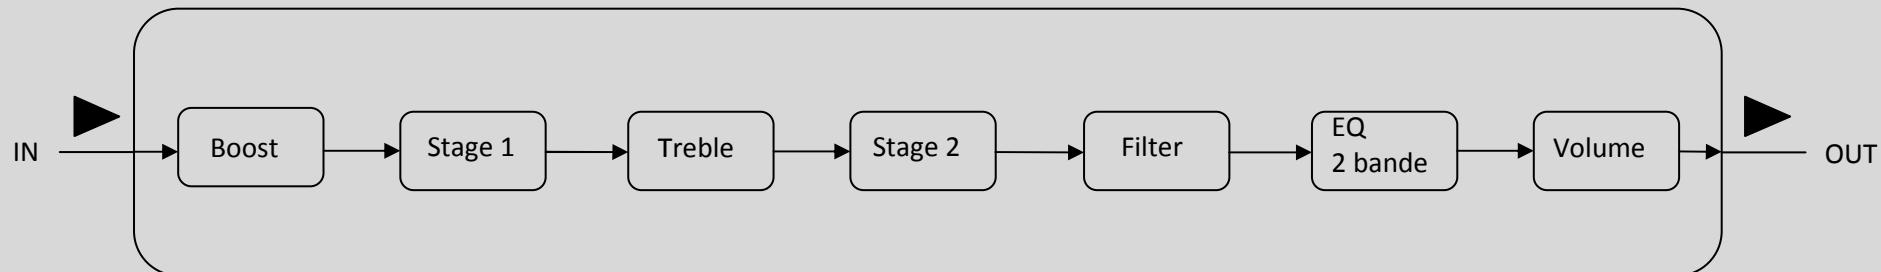 IN
Boost
Stage 1
Treble
Stage 2
Filter
EQ
2 bande
Volume
OUT